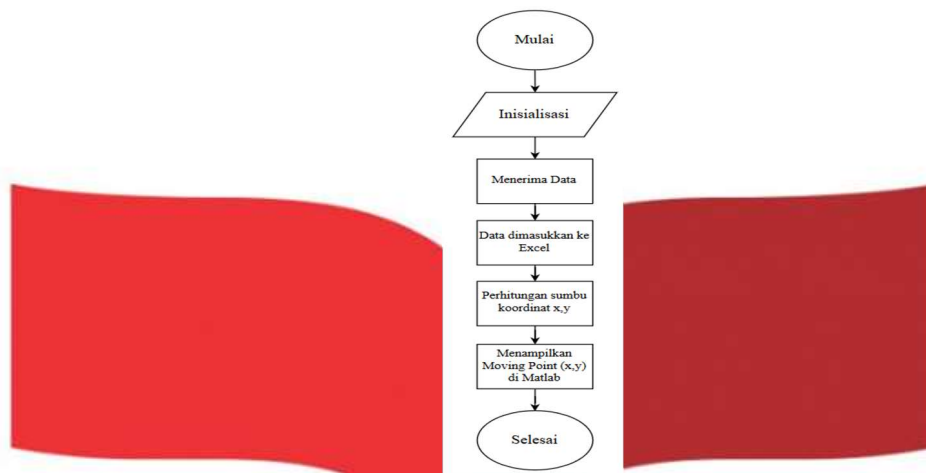 Mulai
Inisialisasi
Menerima Data
Data dimasukkan ke
Excel
Perhitungan sumbu
koordinat x,y
Menampilkan
Moving Point (x,y)
di Matlab
Selesai